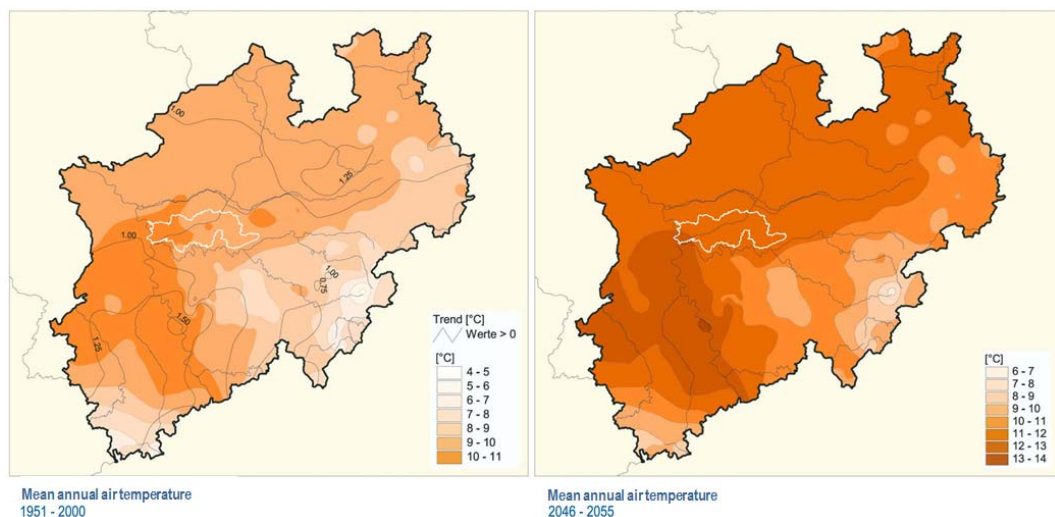 1.00
1.25
1.00
1.00
0.75
1.50
1.25
Trend [°C]
Werte > 0
[°C]
4 - 5
5 - 6
6 - 7
7 - 8
8 - 9
9 - 10
10 - 11
Mean annual air temperature
1951 - 2000
[°C]
6 - 7
7 - 8
8 - 9
9 - 10
10 - 11
11 - 12
12 - 13
13 - 14
Mean annual air temperature
2046 - 2055